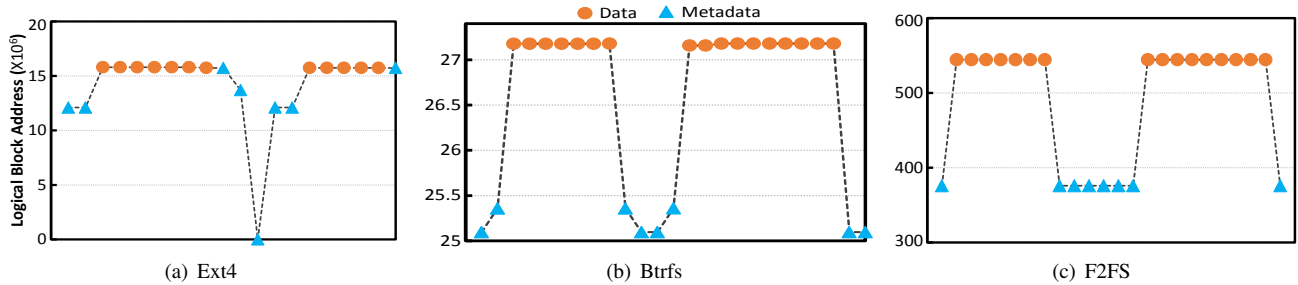 Data Metadata
Logical Block Address (X10⁶)
20
15
10
5
0
(a) Ext4
27
26.5
26
25.5
25
(b) Btrfs
600
500
400
300
(c) F2FS